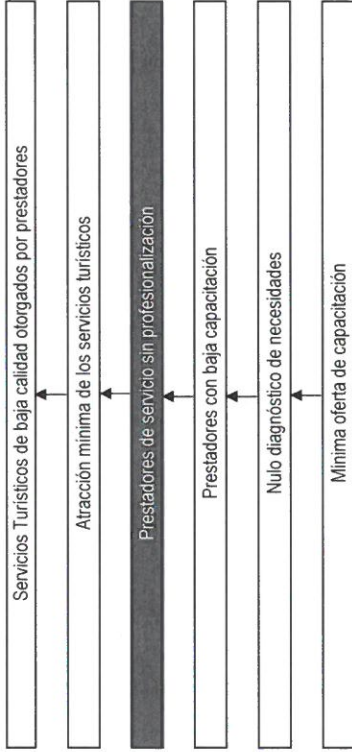 Servicios Turísticos de baja calidad otorgados por prestadores
Atracción mínima de los servicios turísticos
Prestadores de servicio sin profesionalización
Prestadores con baja capacitación
Nulo diagnóstico de necesidades
Mínima oferta de capacitación